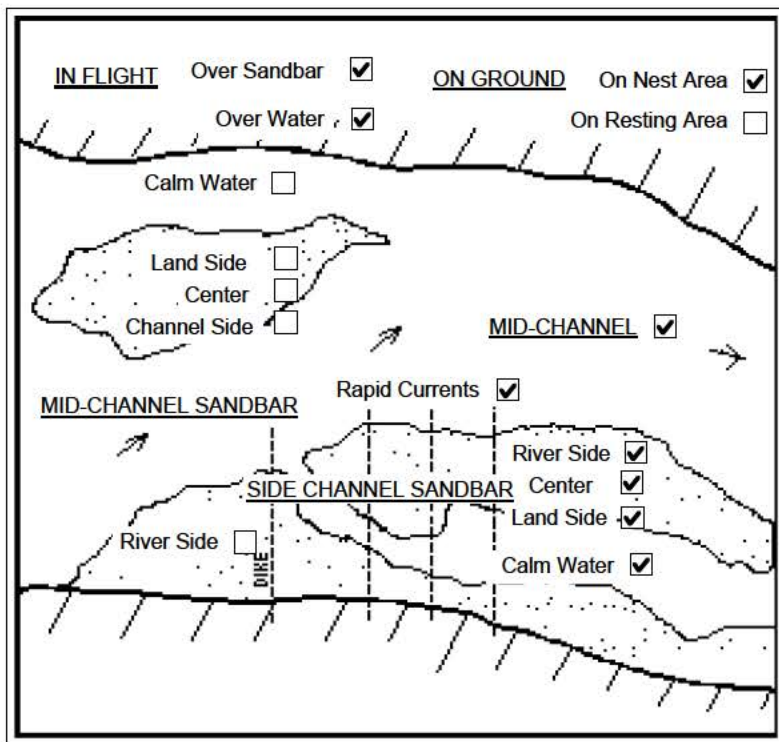 IN FLIGHT Over Sandbar ON GROUND On Nest Area
Over Water On Resting Area
Calm Water
Land Side
Center
Channel Side
MID-CHANNEL
Rapid Currents
MID-CHANNEL SANDBAR
River Side
SIDE CHANNEL SANDBAR Center
Land Side
River Side
DIKE
Calm Water